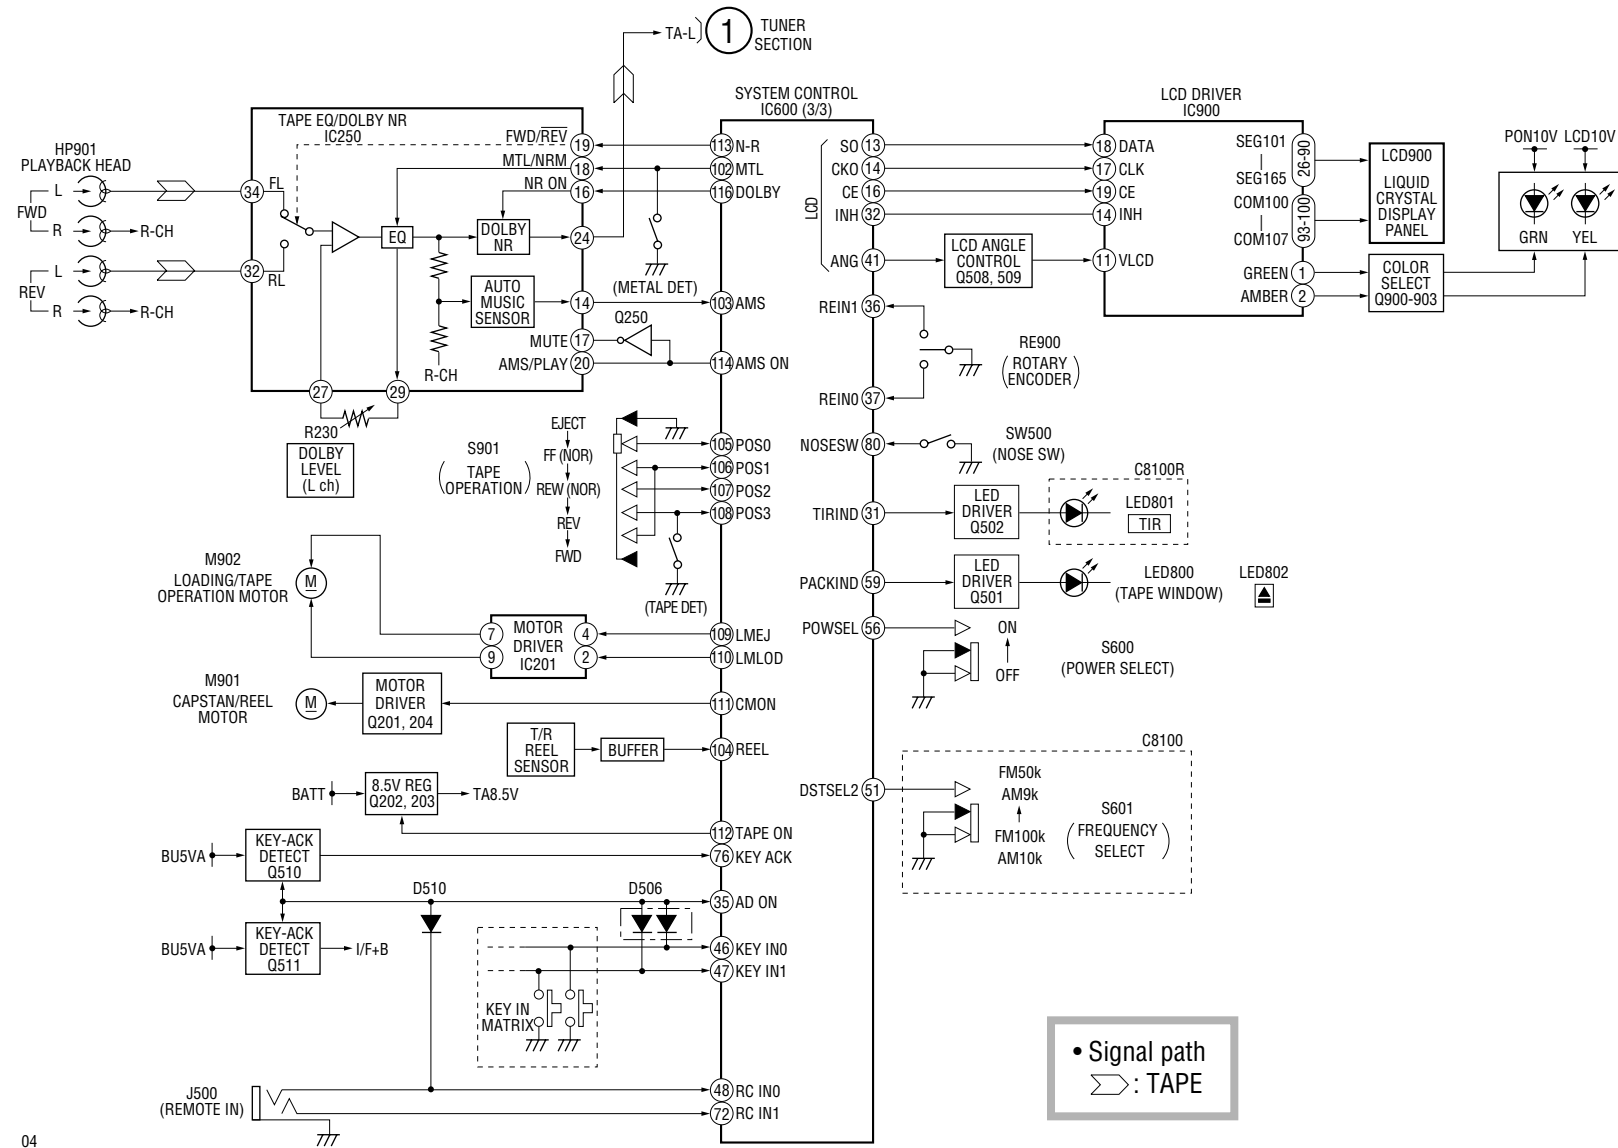 TA-L
1
TUNER
SECTION
HP901
PLAYBACK HEAD
L
FWD
R
R-CH
L
REV
R
R-CH
TAPE EQ/DOLBY NR
IC250
34
FL
32
RL
FWD/REV
19
MTL/NRM
18
NR ON
16
EQ
DOLBY
NR
24
AUTO
MUSIC
SENSOR
14
MUTE
17
AMS/PLAY
20
R-CH
27
29
R230
DOLBY
LEVEL
(L ch)
Q250
(METAL DET)
SYSTEM CONTROL
IC600 (3/3)
113 N-R
102 MTL
116 DOLBY
103 AMS
114 AMS ON
S901
TAPE
OPERATION
EJECT
FF (NOR)
REW (NOR)
REV
FWD
105 POS0
106 POS1
107 POS2
108 POS3
(TAPE DET)
M902
LOADING/TAPE
OPERATION MOTOR
M
7
9
MOTOR
DRIVER
IC201
4
2
109 LMEJ
110 LMLOD
M901
CAPSTAN/REEL
MOTOR
M
MOTOR
DRIVER
Q201, 204
111 CMON
T/R
REEL
SENSOR
BUFFER
104 REEL
BATT
8.5V REG
Q202, 203
TA8.5V
112 TAPE ON
BU5VA
KEY-ACK
DETECT
Q510
76 KEY ACK
D510
D506
35 AD ON
BU5VA
KEY-ACK
DETECT
Q511
I/F+B
46 KEY IN0
47 KEY IN1
KEY IN
MATRIX
J500
(REMOTE IN)
48 RC IN0
72 RC IN1
LCD
SO 13
CKO 14
CE 16
INH 32
ANG 41
LCD ANGLE
CONTROL
Q508, 509
LCD DRIVER
IC900
18 DATA
17 CLK
19 CE
14 INH
11 VLCD
SEG101
SEG165
26-90
COM100
COM107
93-100
GREEN 1
AMBER 2
LCD900
LIQUID
CRYSTAL
DISPLAY
PANEL
COLOR
SELECT
Q900-903
PON10V LCD10V
GRN YEL
REIN1 36
REIN0 37
RE900
ROTARY
ENCODER
NOSESW 80
SW500
(NOSE SW)
TIRIND 31
LED
DRIVER
Q502
C8100R
LED801
TIR
PACKIND 59
LED
DRIVER
Q501
LED800
(TAPE WINDOW)
LED802
POWSEL 56
ON
OFF
S600
(POWER SELECT)
C8100
DSTSEL2 51
FM50k
AM9k
FM100k
AM10k
S601
FREQUENCY
SELECT
• Signal path
: TAPE
04